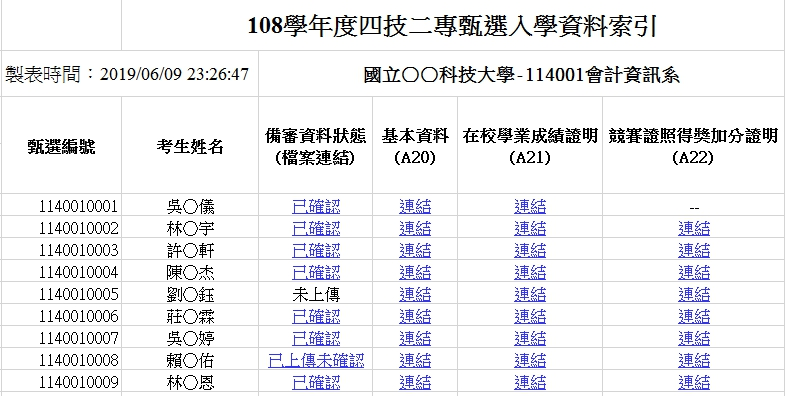 108學年度四技二專甄選入學資料索引
製表時間：2019/06/09 23:26:47 國立〇〇科技大學-114001會計資訊系
甄選編號 考生姓名 備審資料狀態(檔案連結) 基本資料(A20) 在校學業成績證明(A21) 競賽證照得獎加分證明(A22)
1140010001 吳〇儀 已確認 連結 連結 --
1140010002 林〇宇 已確認 連結 連結 連結
1140010003 許〇軒 已確認 連結 連結 連結
1140010004 陳〇杰 已確認 連結 連結 連結
1140010005 劉〇鈺 未上傳 連結 連結 連結
1140010006 莊〇霖 已確認 連結 連結 連結
1140010007 吳〇婷 已確認 連結 連結 連結
1140010008 賴〇佑 已上傳未確認 連結 連結 連結
1140010009 林〇恩 已確認 連結 連結 連結